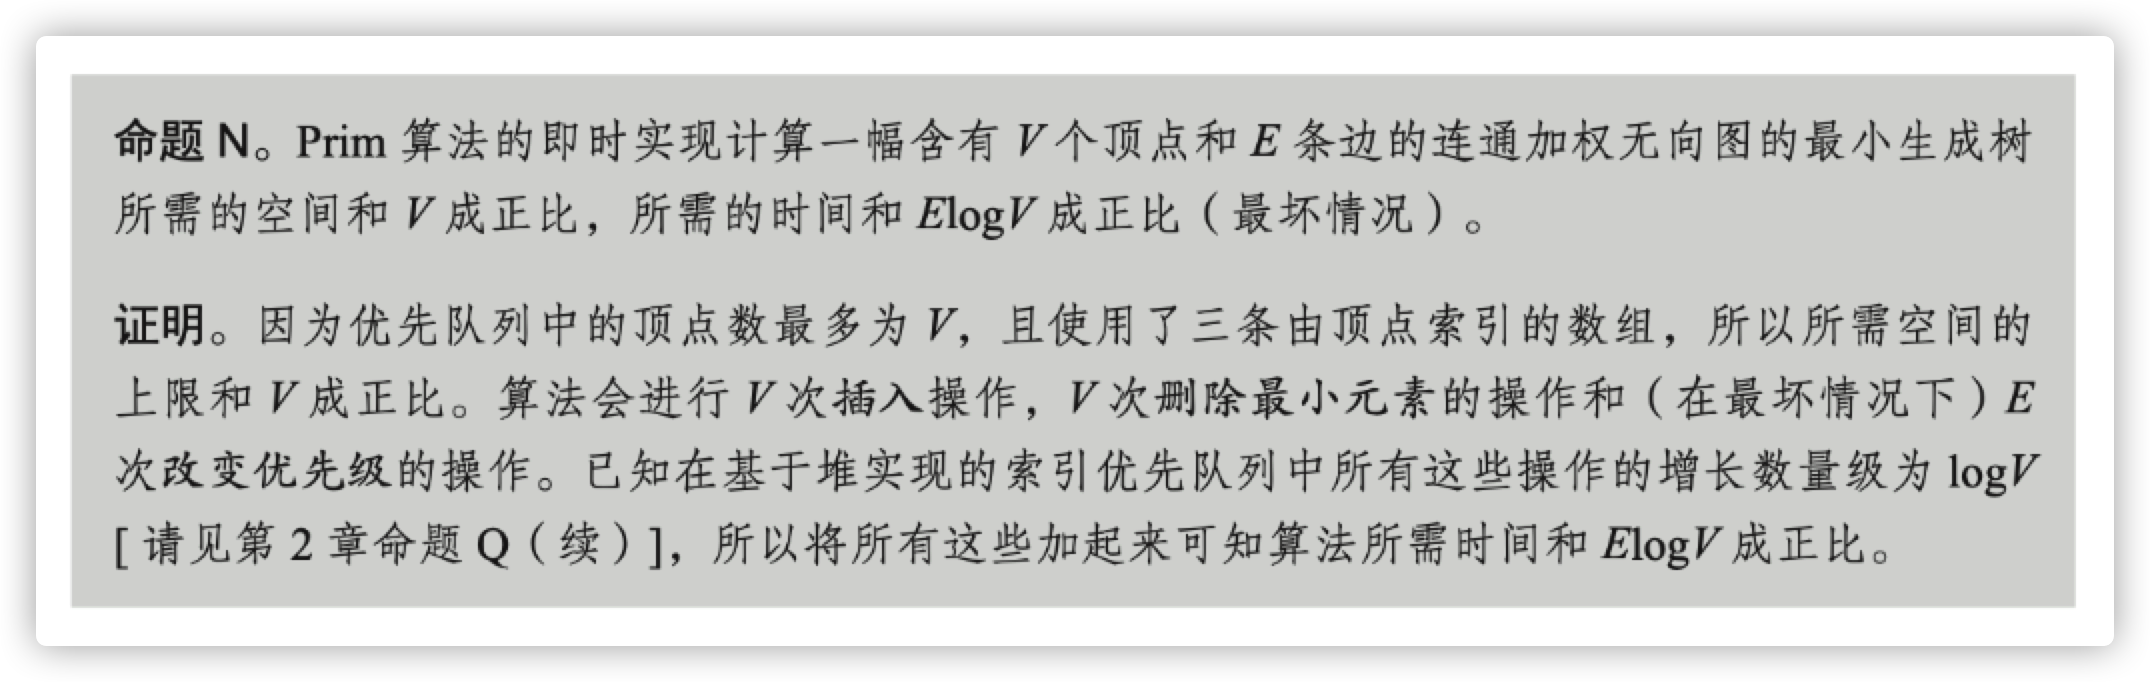 命题 N。Prim 算法的即时实现计算一幅含有 V 个顶点和 E 条边的连通加权无向图的最小生成树
所需的空间和 V 成正比，所需的时间和 ElogV 成正比（最坏情况）。
证明。因为优先队列中的顶点数最多为 V，且使用了三条由顶点索引的数组，所以所需空间的
上限和 V 成正比。算法会进行 V 次插入操作，V 次删除最小元素的操作和（在最坏情况下）E
次改变优先级的操作。已知在基于堆实现的索引优先队列中所有这些操作的增长数量级为 logV
[ 请见第 2 章命题 Q（续）]，所以将所有这些加起来可知算法所需时间和 ElogV 成正比。